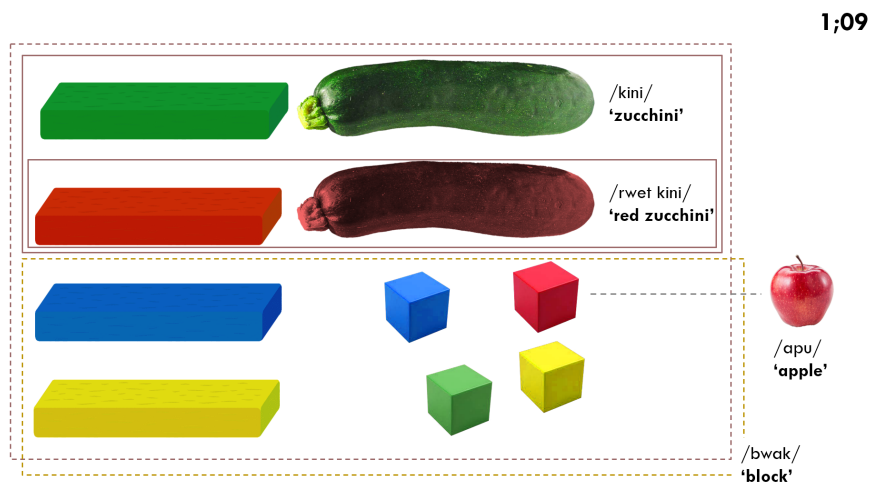 1;09
/kini/
‘zucchini’
/rwet kini/
‘red zucchini’
/apu/
‘apple’
/bwak/
‘block’